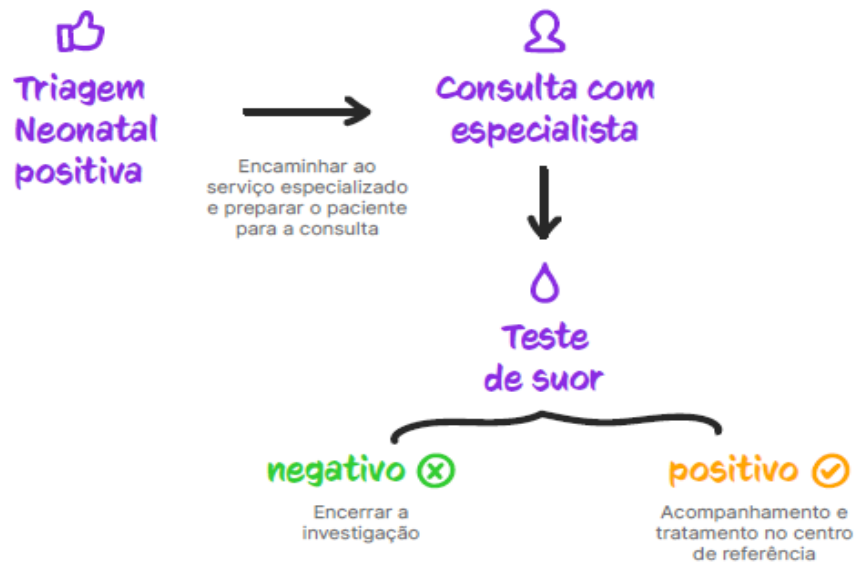 Triagem
Neonatal
positiva
Encaminhar ao
serviço especializado
e preparar o paciente
para a consulta
Consulta com
especialista
Teste
de suor
negativo
Encerrar a
investigação
positivo
Acompanhamento e
tratamento no centro
de referência